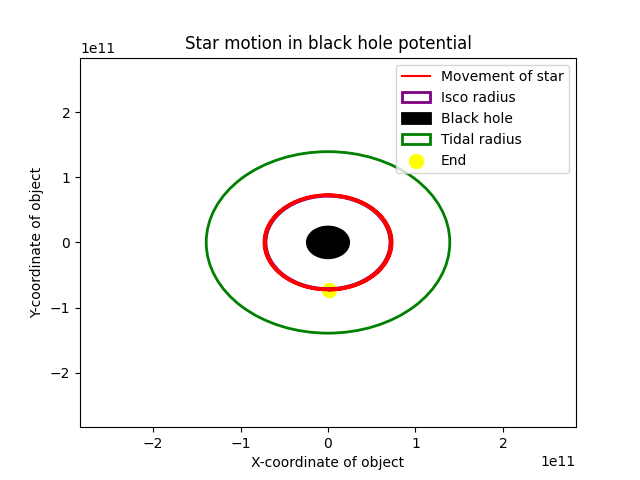 Star motion in black hole potential
1e11
Movement of star
Isco radius
Black hole
Tidal radius
End
2
1
0
−1
−2
Y-coordinate of object
−2
−1
0
1
2
1e11
X-coordinate of object